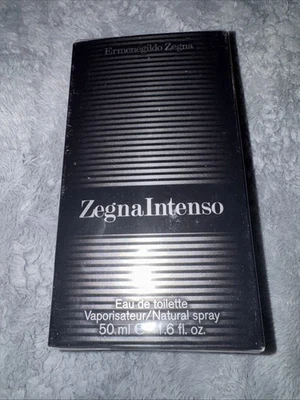 Ermenegildo Zegna
ZegnaIntenso
Eau de toilette
Vaporisateur/Natural spray
50 ml ℮ 1.6 fl. oz.